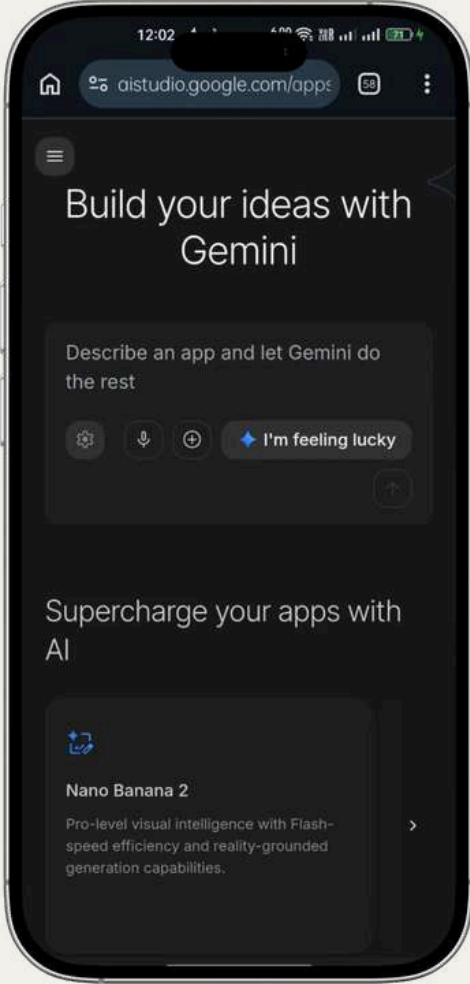 12:02
71
aistudio.google.com/apps
58
Build your ideas with
Gemini
Describe an app and let Gemini do
the rest
I'm feeling lucky
Supercharge your apps with
AI
Nano Banana 2
Pro-level visual intelligence with Flash-
speed efficiency and reality-grounded
generation capabilities.